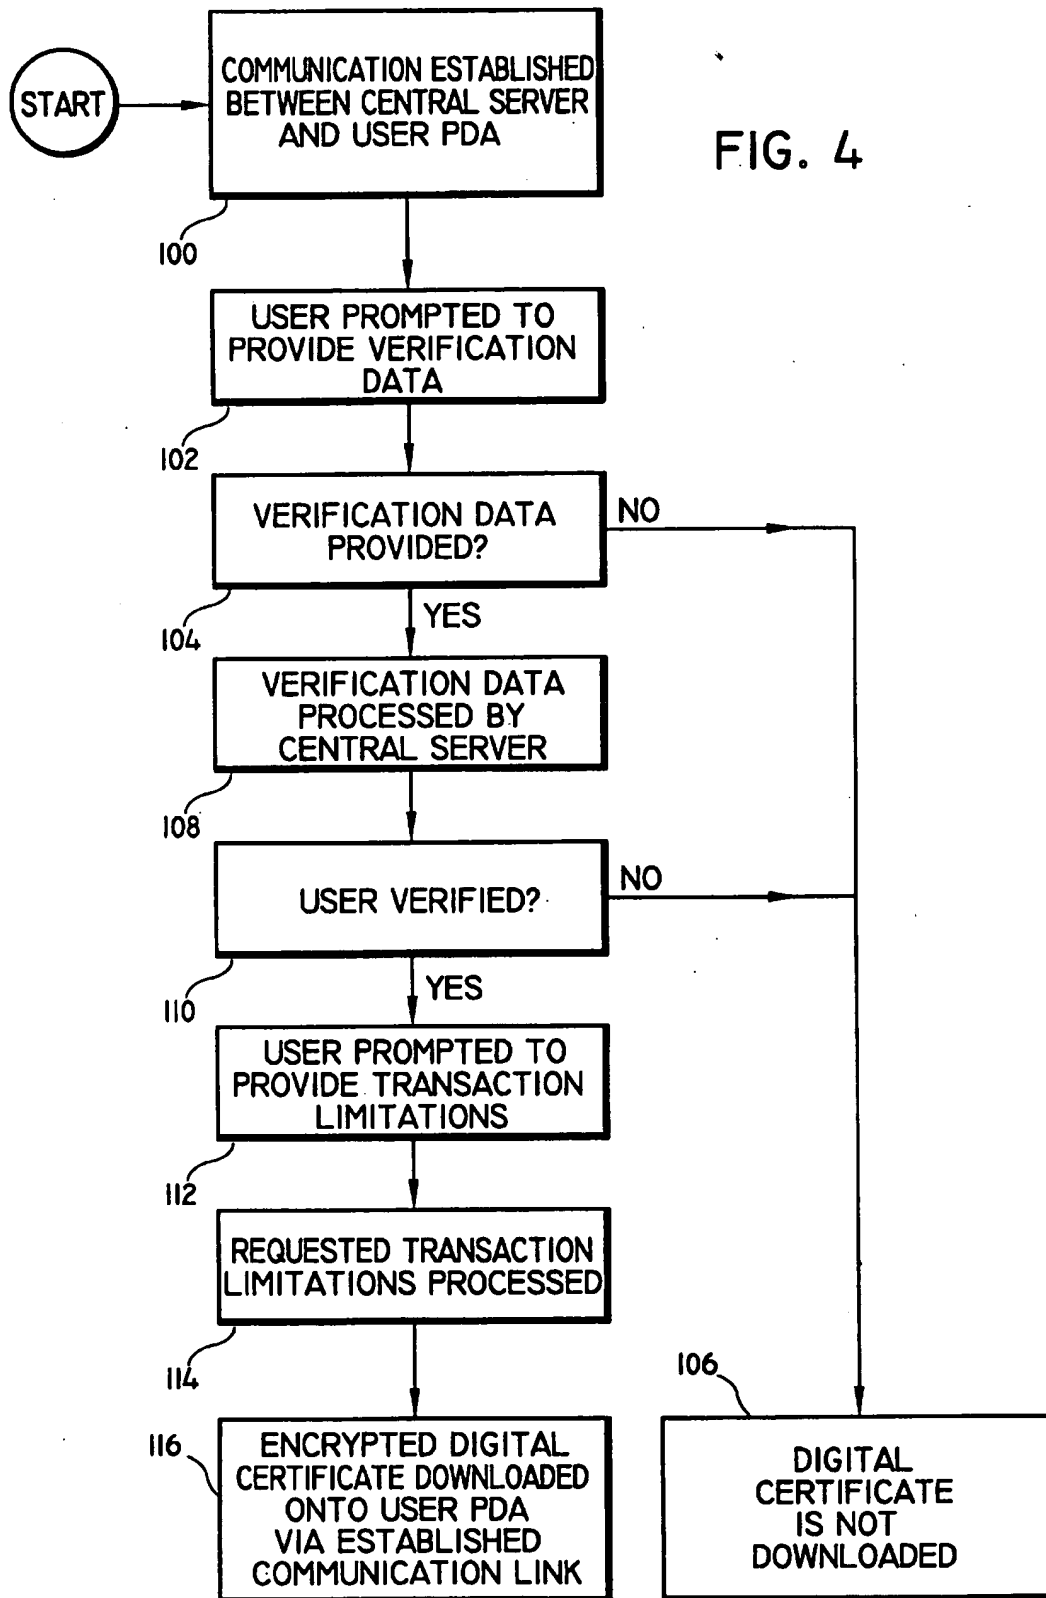 START
COMMUNICATION ESTABLISHED
BETWEEN CENTRAL SERVER
AND USER PDA
FIG. 4
100
USER PROMPTED TO
PROVIDE VERIFICATION
DATA
102
VERIFICATION DATA
PROVIDED?
NO
104
YES
VERIFICATION DATA
PROCESSED BY
CENTRAL SERVER
108
USER VERIFIED?
NO
110
YES
USER PROMPTED TO
PROVIDE TRANSACTION
LIMITATIONS
112
REQUESTED TRANSACTION
LIMITATIONS PROCESSED
114
116
ENCRYPTED DIGITAL
CERTIFICATE DOWNLOADED
ONTO USER PDA
VIA ESTABLISHED
COMMUNICATION LINK
106
DIGITAL
CERTIFICATE
IS NOT
DOWNLOADED